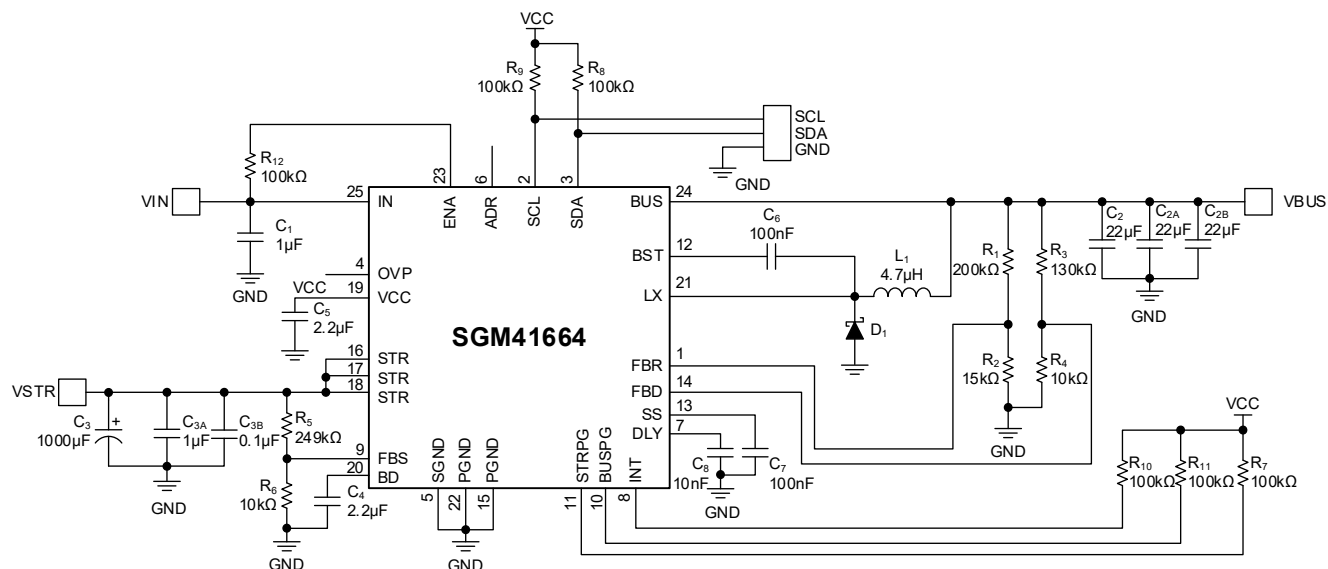 VCC
R9
100kΩ
R8
100kΩ
SCL
SDA
GND
GND
R12
100kΩ
23
6
2
3
VIN
25
IN
ENA
ADR
SCL
SDA
BUS
24
VBUS
C1
1µF
GND
C6
100nF
12
BST
L1
4.7µH
R1
200kΩ
R3
130kΩ
C2
22µF
C2A
22µF
C2B
22µF
GND
4
OVP
VCC
19
VCC
LX
21
C5
2.2µF
SGM41664
D1
16
STR
17
STR
18
STR
FBR
1
R2
15kΩ
R4
10kΩ
VSTR
FBD
14
SS
13
DLY
7
GND
VCC
C3
+
1000µF
C3A
1µF
C3B
0.1µF
R5
249kΩ
GND
9
FBS
20
BD
R6
10kΩ
C4
2.2µF
GND
SGND
PGND
PGND
STRPG
BUSPG
INT
C8
10nF
C7
100nF
GND
R10
100kΩ
R11
100kΩ
R7
100kΩ
5
22
15
11
10
8
GND